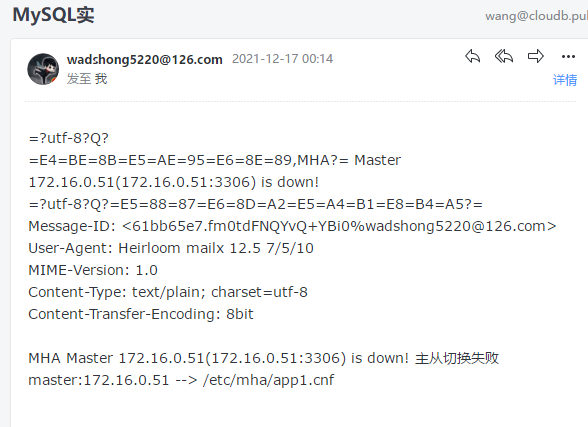 MySQL实
wang@cloudb.pu
wadshong5220@126.com 2021-12-17 00:14
发至 我
详情
=?utf-8?Q?
=E4=BE=8B=E5=AE=95=E6=8E=89,MHA?= Master
172.16.0.51(172.16.0.51:3306) is down!
=?utf-8?Q?=E5=88=87=E6=8D=A2=E5=A4=B1=E8=B4=A5?=
Message-ID: <61bb65e7.fm0tdFNQYvQ+YBi0%wadshong5220@126.com>
User-Agent: Heirloom mailx 12.5 7/5/10
MIME-Version: 1.0
Content-Type: text/plain; charset=utf-8
Content-Transfer-Encoding: 8bit
MHA Master 172.16.0.51(172.16.0.51:3306) is down! 主从切换失败
master:172.16.0.51 --> /etc/mha/app1.cnf